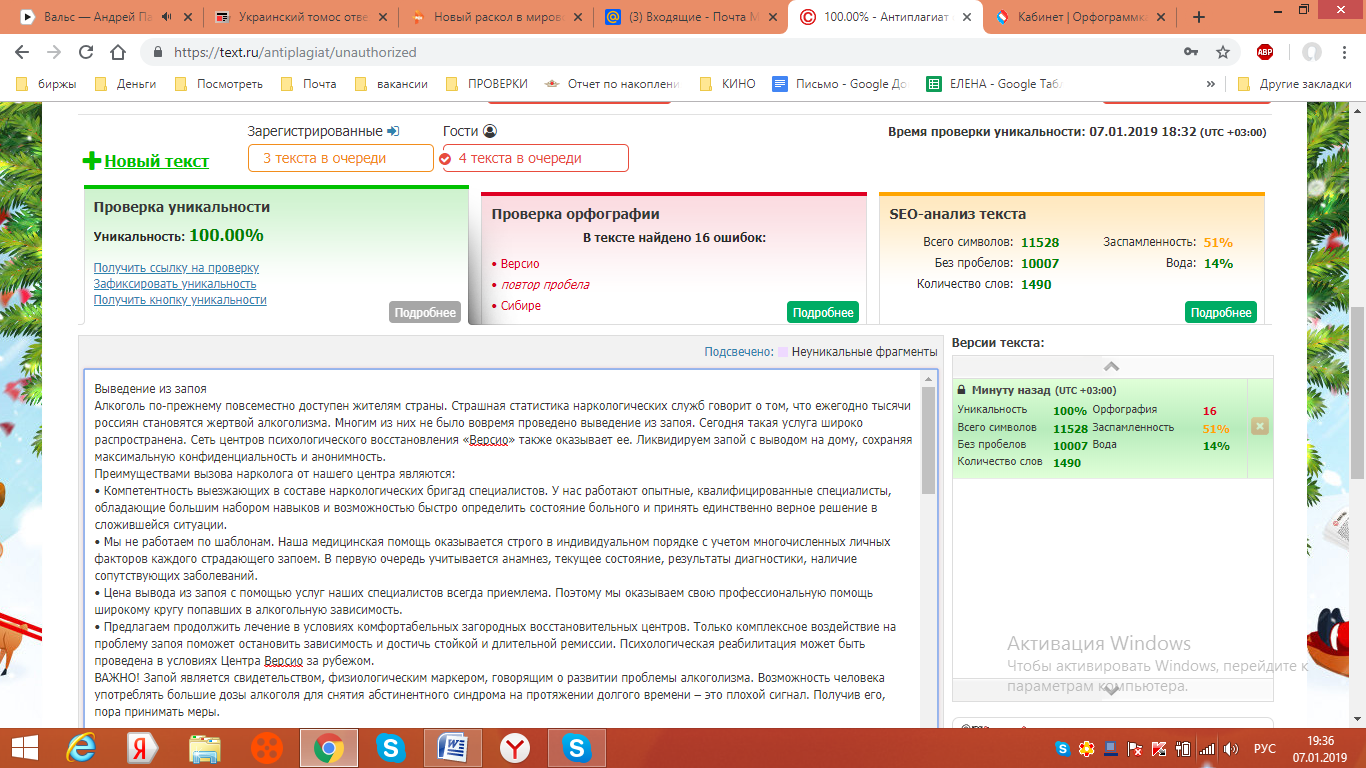 Вальс — Андрей Па
Украинский томос отве
Новый раскол в миров
(3) Входящие - Почта М
100.00% - Антиплагиат
Кабинет | Орфограммк
https://text.ru/antiplagiat/unauthorized
ABP
биржы Деньги Посмотреть Почта вакансии ПРОВЕРКИ Отчет по накоплени КИНО Письмо - Google До ЕЛЕНА - Google Табл » Другие закладки
Зарегистрированные Гости Время проверки уникальности: 07.01.2019 18:32 (UTC +03:00)
Новый текст 3 текста в очереди 4 текста в очереди
Проверка уникальности
Уникальность: 100.00%
Получить ссылку на проверку
Зафиксировать уникальность
Получить кнопку уникальности
Подробнее
Проверка орфографии
В тексте найдено 16 ошибок:
• Версио
• повтор пробела
• Сибире
Подробнее
SEO-анализ текста
Всего символов: 11528 Заспамленность: 51%
Без пробелов: 10007 Вода: 14%
Количество слов: 1490
Подробнее
Подсвечено: Неуникальные фрагменты
Выведение из запоя
Алкоголь по-прежнему повсеместно доступен жителям страны. Страшная статистика наркологических служб говорит о том, что ежегодно тысячи
россиян становятся жертвой алкоголизма. Многим из них не было вовремя проведено выведение из запоя. Сегодня такая услуга широко
распространена. Сеть центров психологического восстановления «Версио» также оказывает ее. Ликвидируем запой с выводом на дому, сохраняя
максимальную конфиденциальность и анонимность.
Преимуществами вызова нарколога от нашего центра являются:
• Компетентность выезжающих в составе наркологических бригад специалистов. У нас работают опытные, квалифицированные специалисты,
обладающие большим набором навыков и возможностью быстро определить состояние больного и принять единственно верное решение в
сложившейся ситуации.
• Мы не работаем по шаблонам. Наша медицинская помощь оказывается строго в индивидуальном порядке с учетом многочисленных личных
факторов каждого страдающего запоем. В первую очередь учитывается анамнез, текущее состояние, результаты диагностики, наличие
сопутствующих заболеваний.
• Цена вывода из запоя с помощью услуг наших специалистов всегда приемлема. Поэтому мы оказываем свою профессиональную помощь
широкому кругу попавших в алкогольную зависимость.
• Предлагаем продолжить лечение в условиях комфортабельных загородных восстановительных центров. Только комплексное воздействие на
проблему запоя поможет остановить зависимость и достичь стойкой и длительной ремиссии. Психологическая реабилитация может быть
проведена в условиях Центра Версио за рубежом.
ВАЖНО! Запой является свидетельством, физиологическим маркером, говорящим о развитии проблемы алкоголизма. Возможность человека
употреблять большие дозы алкоголя для снятия абстинентного синдрома на протяжении долгого времени – это плохой сигнал. Получив его,
пора принимать меры.
Версии текста:
Минуту назад (UTC +03:00)
Уникальность 100% Орфография 16
Всего символов 11528 Заспамленность 51%
Без пробелов 10007 Вода 14%
Количество слов 1490
Активация Windows
Чтобы активировать Windows, перейдите к
параметрам компьютера.
РУС
19:36
07.01.2019